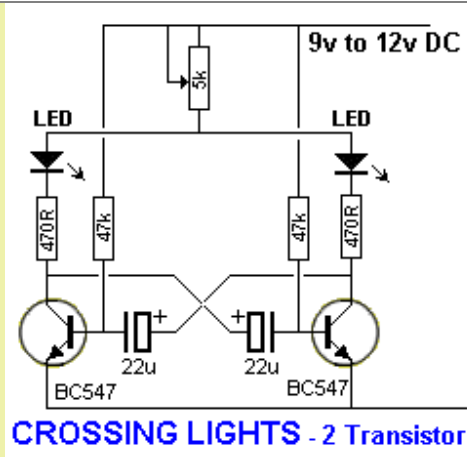 9v to 12v DC
5k
LED
LED
470R
47k
47k
470R
+
+
22u
22u
BC547
BC547
CROSSING LIGHTS - 2 Transistor